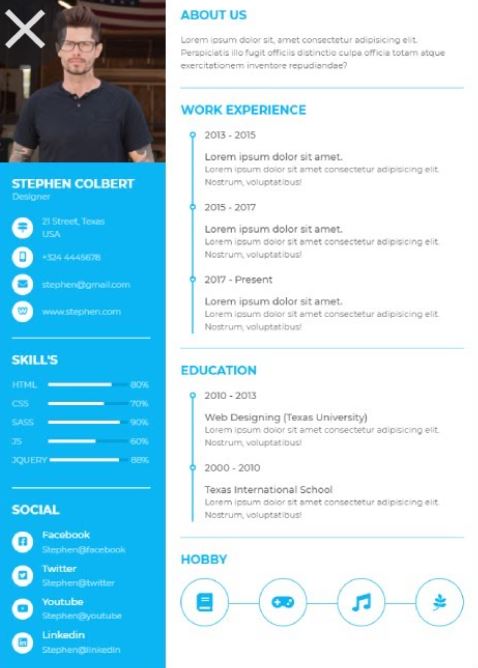 STEPHEN COLBERT
Designer
21 Street, Texas
USA
+324 4445678
stephen@gmail.com
www.stephen.com
SKILL'S
HTML 80%
CSS 70%
SASS 90%
JS 60%
JQUERY 88%
SOCIAL
Facebook
Stephen@facebook
Twitter
Stephen@twitter
Youtube
Stephen@youtube
Linkedin
Stephen@linkedin
ABOUT US
Lorem ipsum dolor sit, amet consectetur adipisicing elit.
Perspiciatis illo fugit officiis distinctio culpa officia totam atque
exercitationem inventore repudiandae?
WORK EXPERIENCE
2013 - 2015
Lorem ipsum dolor sit amet.
Lorem ipsum dolor sit amet consectetur adipisicing elit.
Nostrum, voluptatibus!
2015 - 2017
Lorem ipsum dolor sit amet.
Lorem ipsum dolor sit amet consectetur adipisicing elit.
Nostrum, voluptatibus!
2017 - Present
Lorem ipsum dolor sit amet.
Lorem ipsum dolor sit amet consectetur adipisicing elit.
Nostrum, voluptatibus!
EDUCATION
2010 - 2013
Web Designing (Texas University)
Lorem ipsum dolor sit amet consectetur adipisicing elit.
Nostrum, voluptatibus!
2000 - 2010
Texas International School
Lorem ipsum dolor sit amet consectetur adipisicing elit.
Nostrum, voluptatibus!
HOBBY